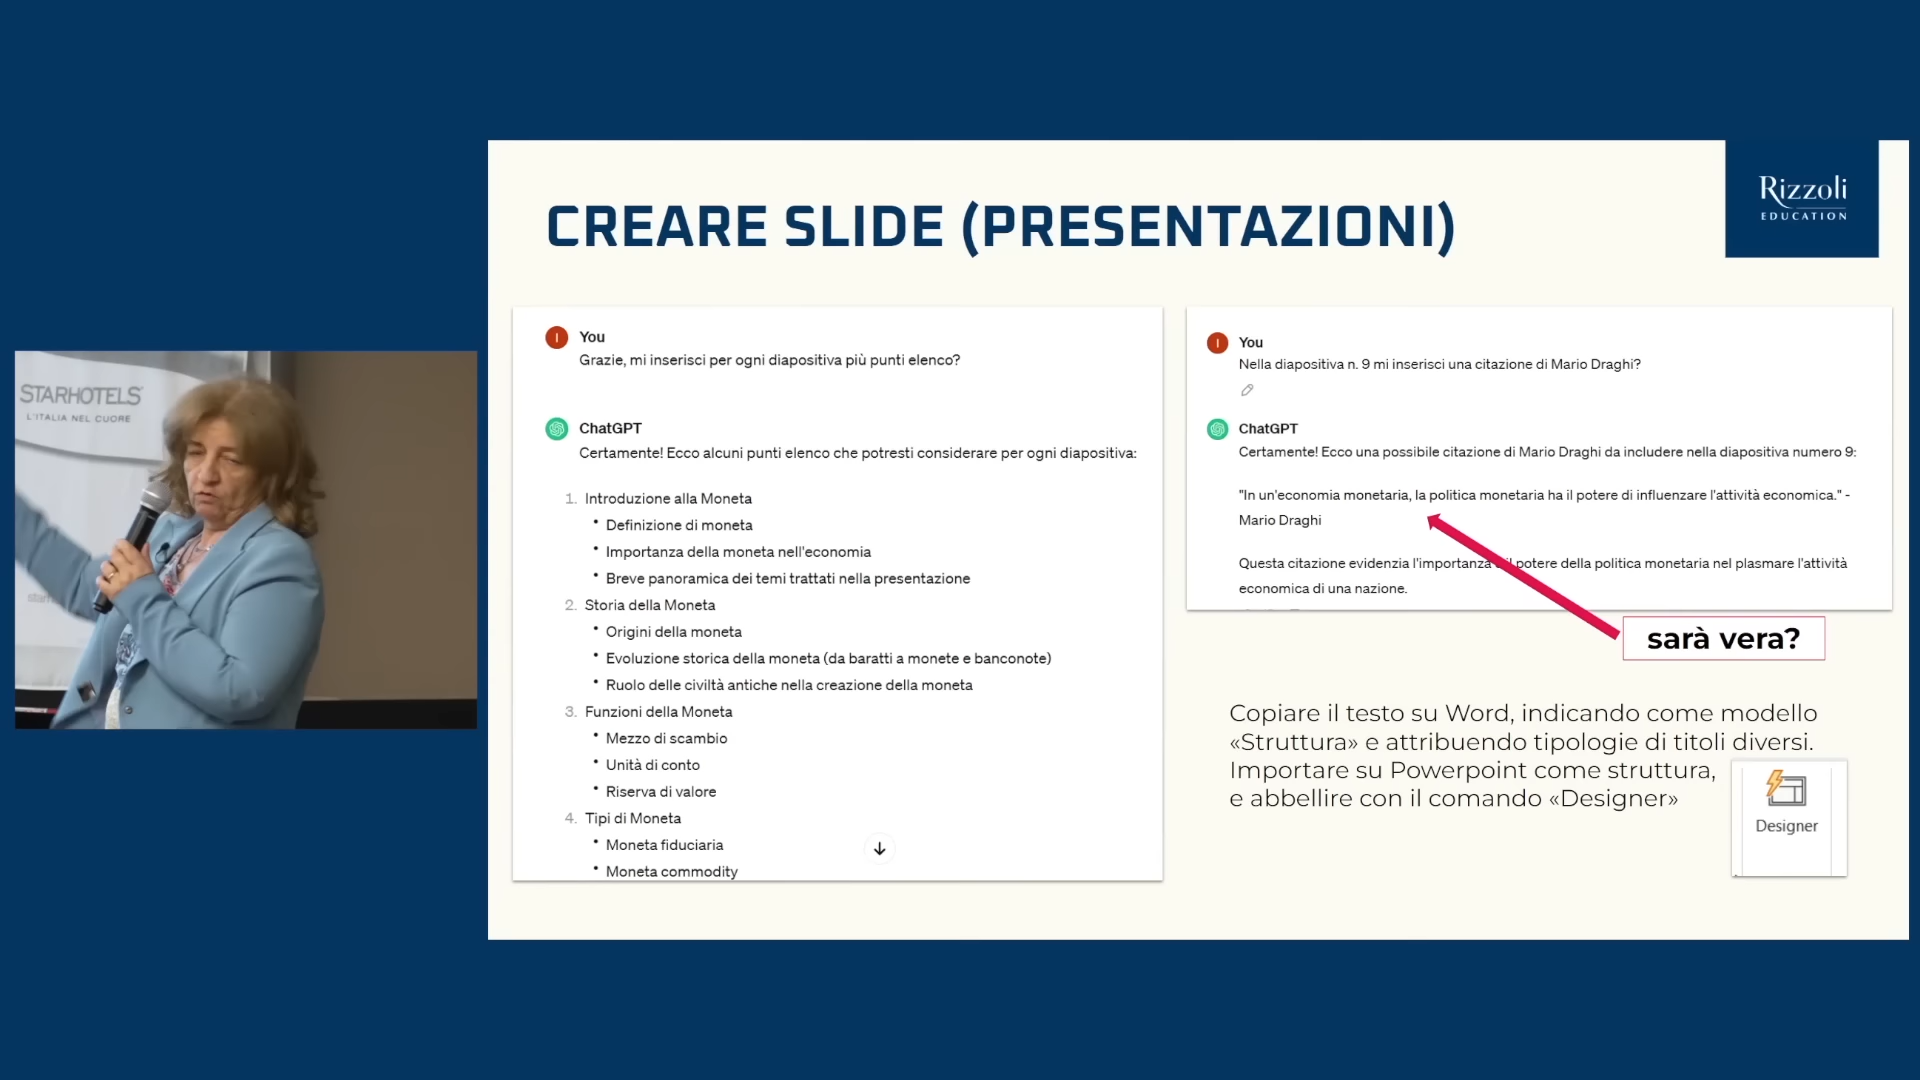 STARHOTELS
L'ITALIA NEL CUORE
CREARE SLIDE (PRESENTAZIONI)
Rizzoli
EDUCATION
You
Grazie, mi inserisci per ogni diapositiva più punti elenco?
ChatGPT
Certamente! Ecco alcuni punti elenco che potresti considerare per ogni diapositiva:
1. Introduzione alla Moneta
• Definizione di moneta
• Importanza della moneta nell'economia
• Breve panoramica dei temi trattati nella presentazione
2. Storia della Moneta
• Origini della moneta
• Evoluzione storica della moneta (da baratti a monete e banconote)
• Ruolo delle civiltà antiche nella creazione della moneta
3. Funzioni della Moneta
• Mezzo di scambio
• Unità di conto
• Riserva di valore
4. Tipi di Moneta
• Moneta fiduciaria
• Moneta commodity
You
Nella diapositiva n. 9 mi inserisci una citazione di Mario Draghi?
ChatGPT
Certamente! Ecco una possibile citazione di Mario Draghi da includere nella diapositiva numero 9:
"In un'economia monetaria, la politica monetaria ha il potere di influenzare l'attività economica." -
Mario Draghi
Questa citazione evidenzia l'importanza potere della politica monetaria nel plasmare l'attività
economica di una nazione.
sarà vera?
Copiare il testo su Word, indicando come modello
«Struttura» e attribuendo tipologie di titoli diversi.
Importare su Powerpoint come struttura,
e abbellire con il comando «Designer»
Designer